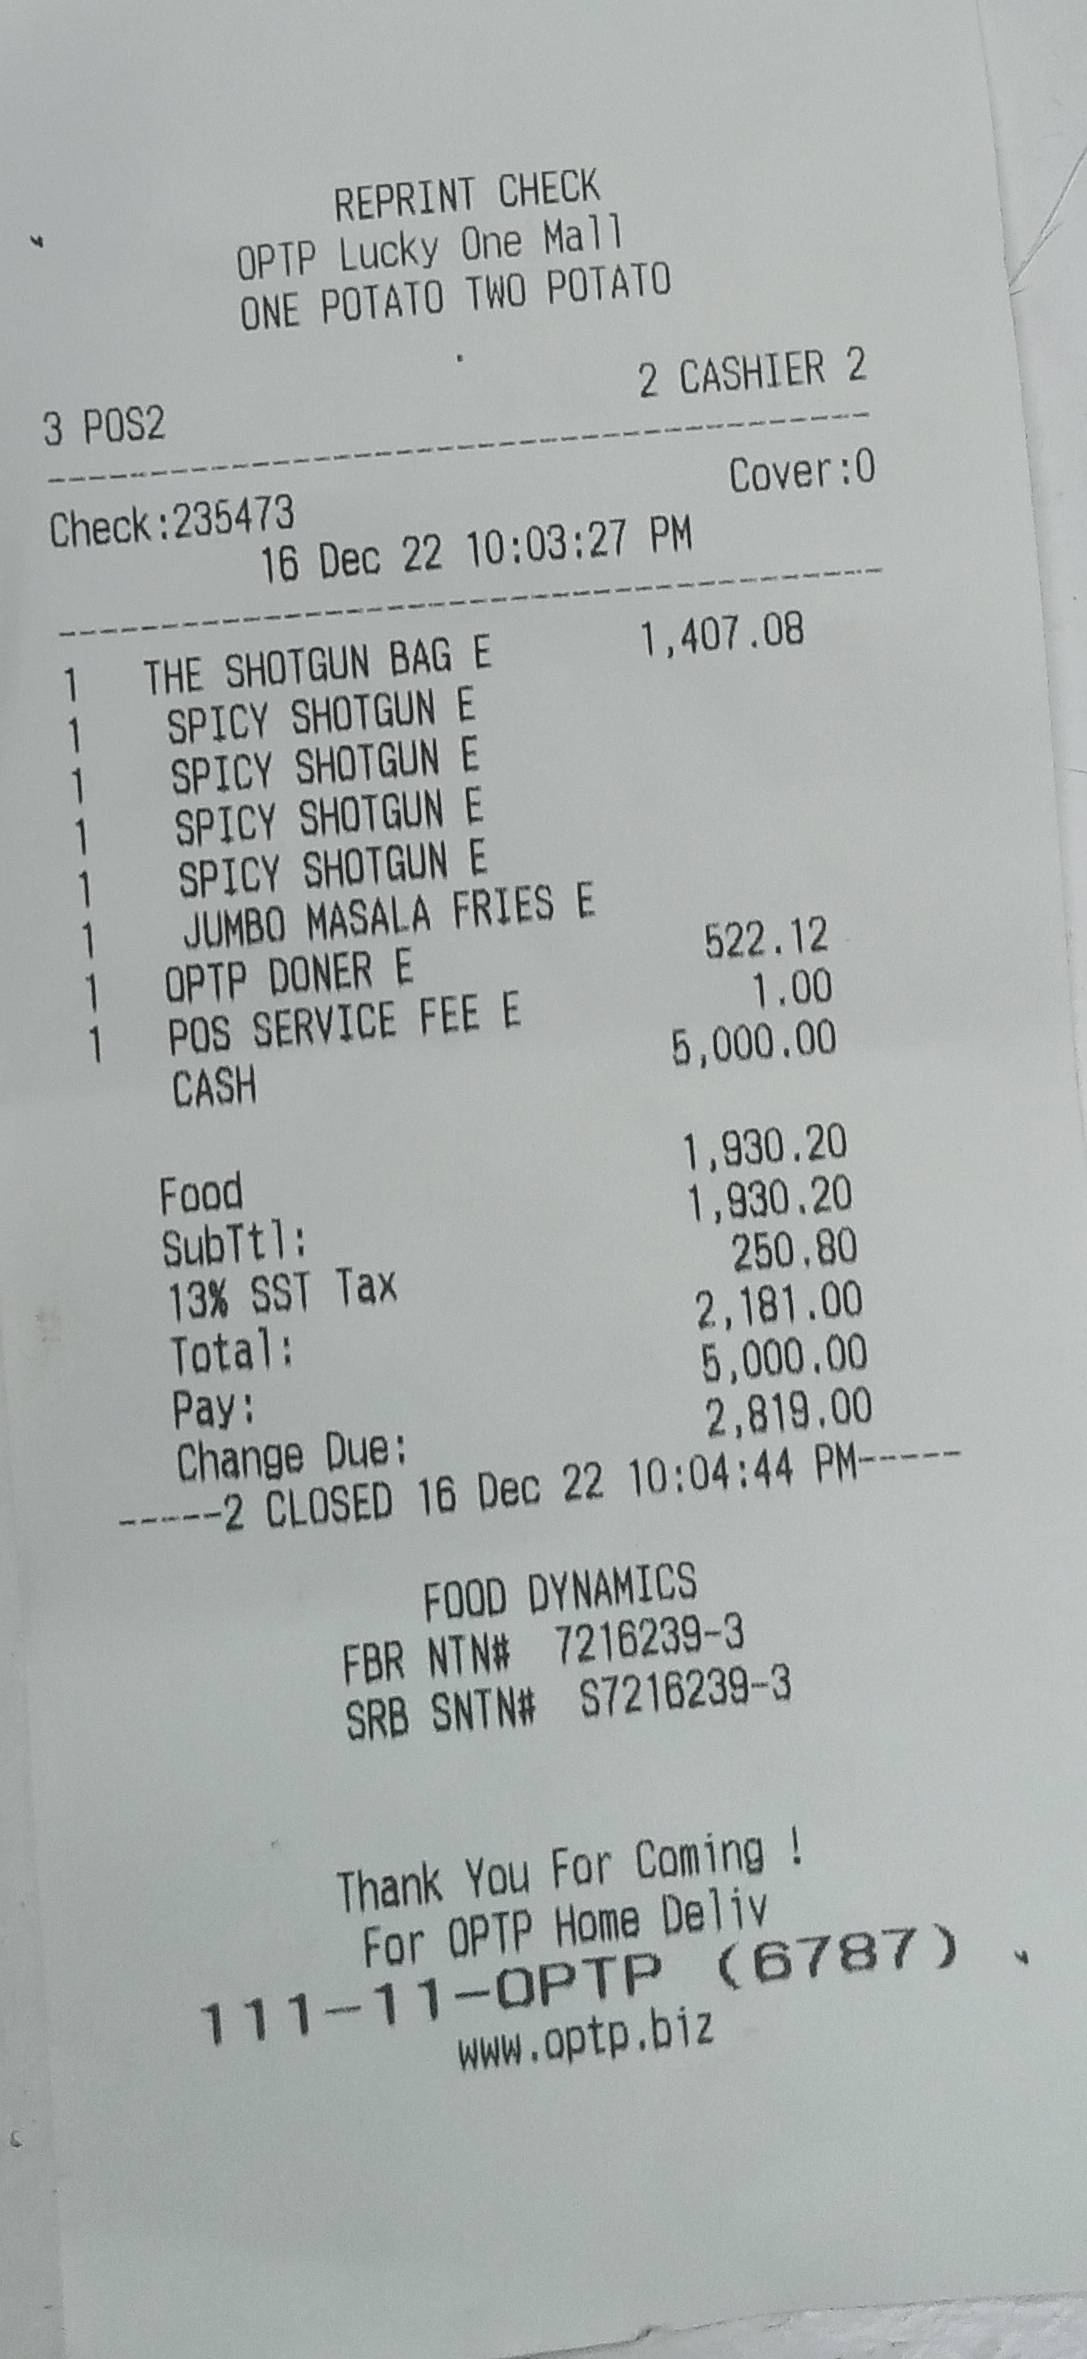 REPRINT CHECK
OPTP Lucky One Mall
ONE POTATO TWO POTATO
3 POS2 2 CASHIER 2
Check:235473 Cover:0
16 Dec 22 10:03:27 PM
1 THE SHOTGUN BAG E 1,407.08
1 SPICY SHOTGUN E
1 SPICY SHOTGUN E
1 SPICY SHOTGUN E
1 SPICY SHOTGUN E
1 JUMBO MASALA FRIES E
1 OPTP DONER E 522.12
1 POS SERVICE FEE E 1.00
CASH 5,000.00
Food 1,930.20
SubTtl: 1,930.20
13% SST Tax 250.80
Total: 2,181.00
Pay: 5,000.00
Change Due: 2,819.00
-----2 CLOSED 16 Dec 22 10:04:44 PM-----
FOOD DYNAMICS
FBR NTN# 7216239-3
SRB SNTN# S7216239-3
Thank You For Coming !
For OPTP Home Deliv
111-11-OPTP (6787)
www.optp.biz